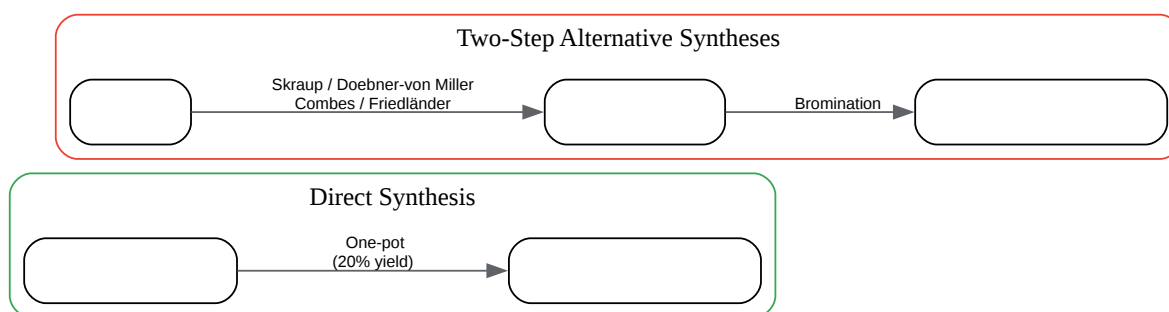 Two-Step Alternative Syntheses
Skraup / Doebner-von Miller
Combes / Friedländer
Bromination
Direct Synthesis
One-pot
(20% yield)